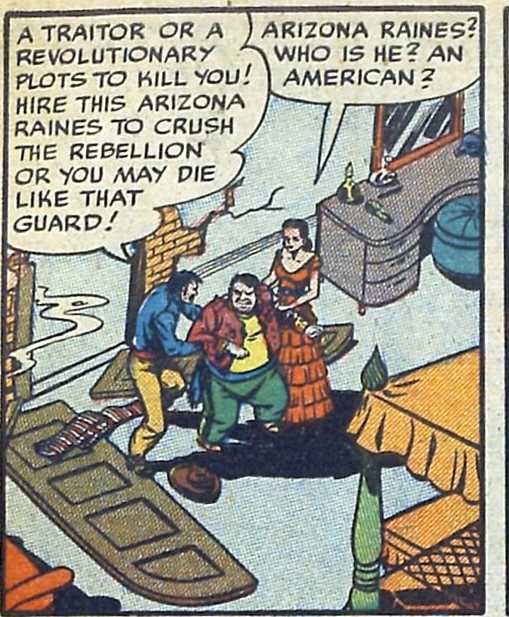 A TRAITOR OR A
REVOLUTIONARY
PLOTS TO KILL YOU!
HIRE THIS ARIZONA
RAINES TO CRUSH
THE REBELLION
OR YOU MAY DIE
LIKE THAT
GUARD!
ARIZONA RAINES?
WHO IS HE? AN
AMERICAN?